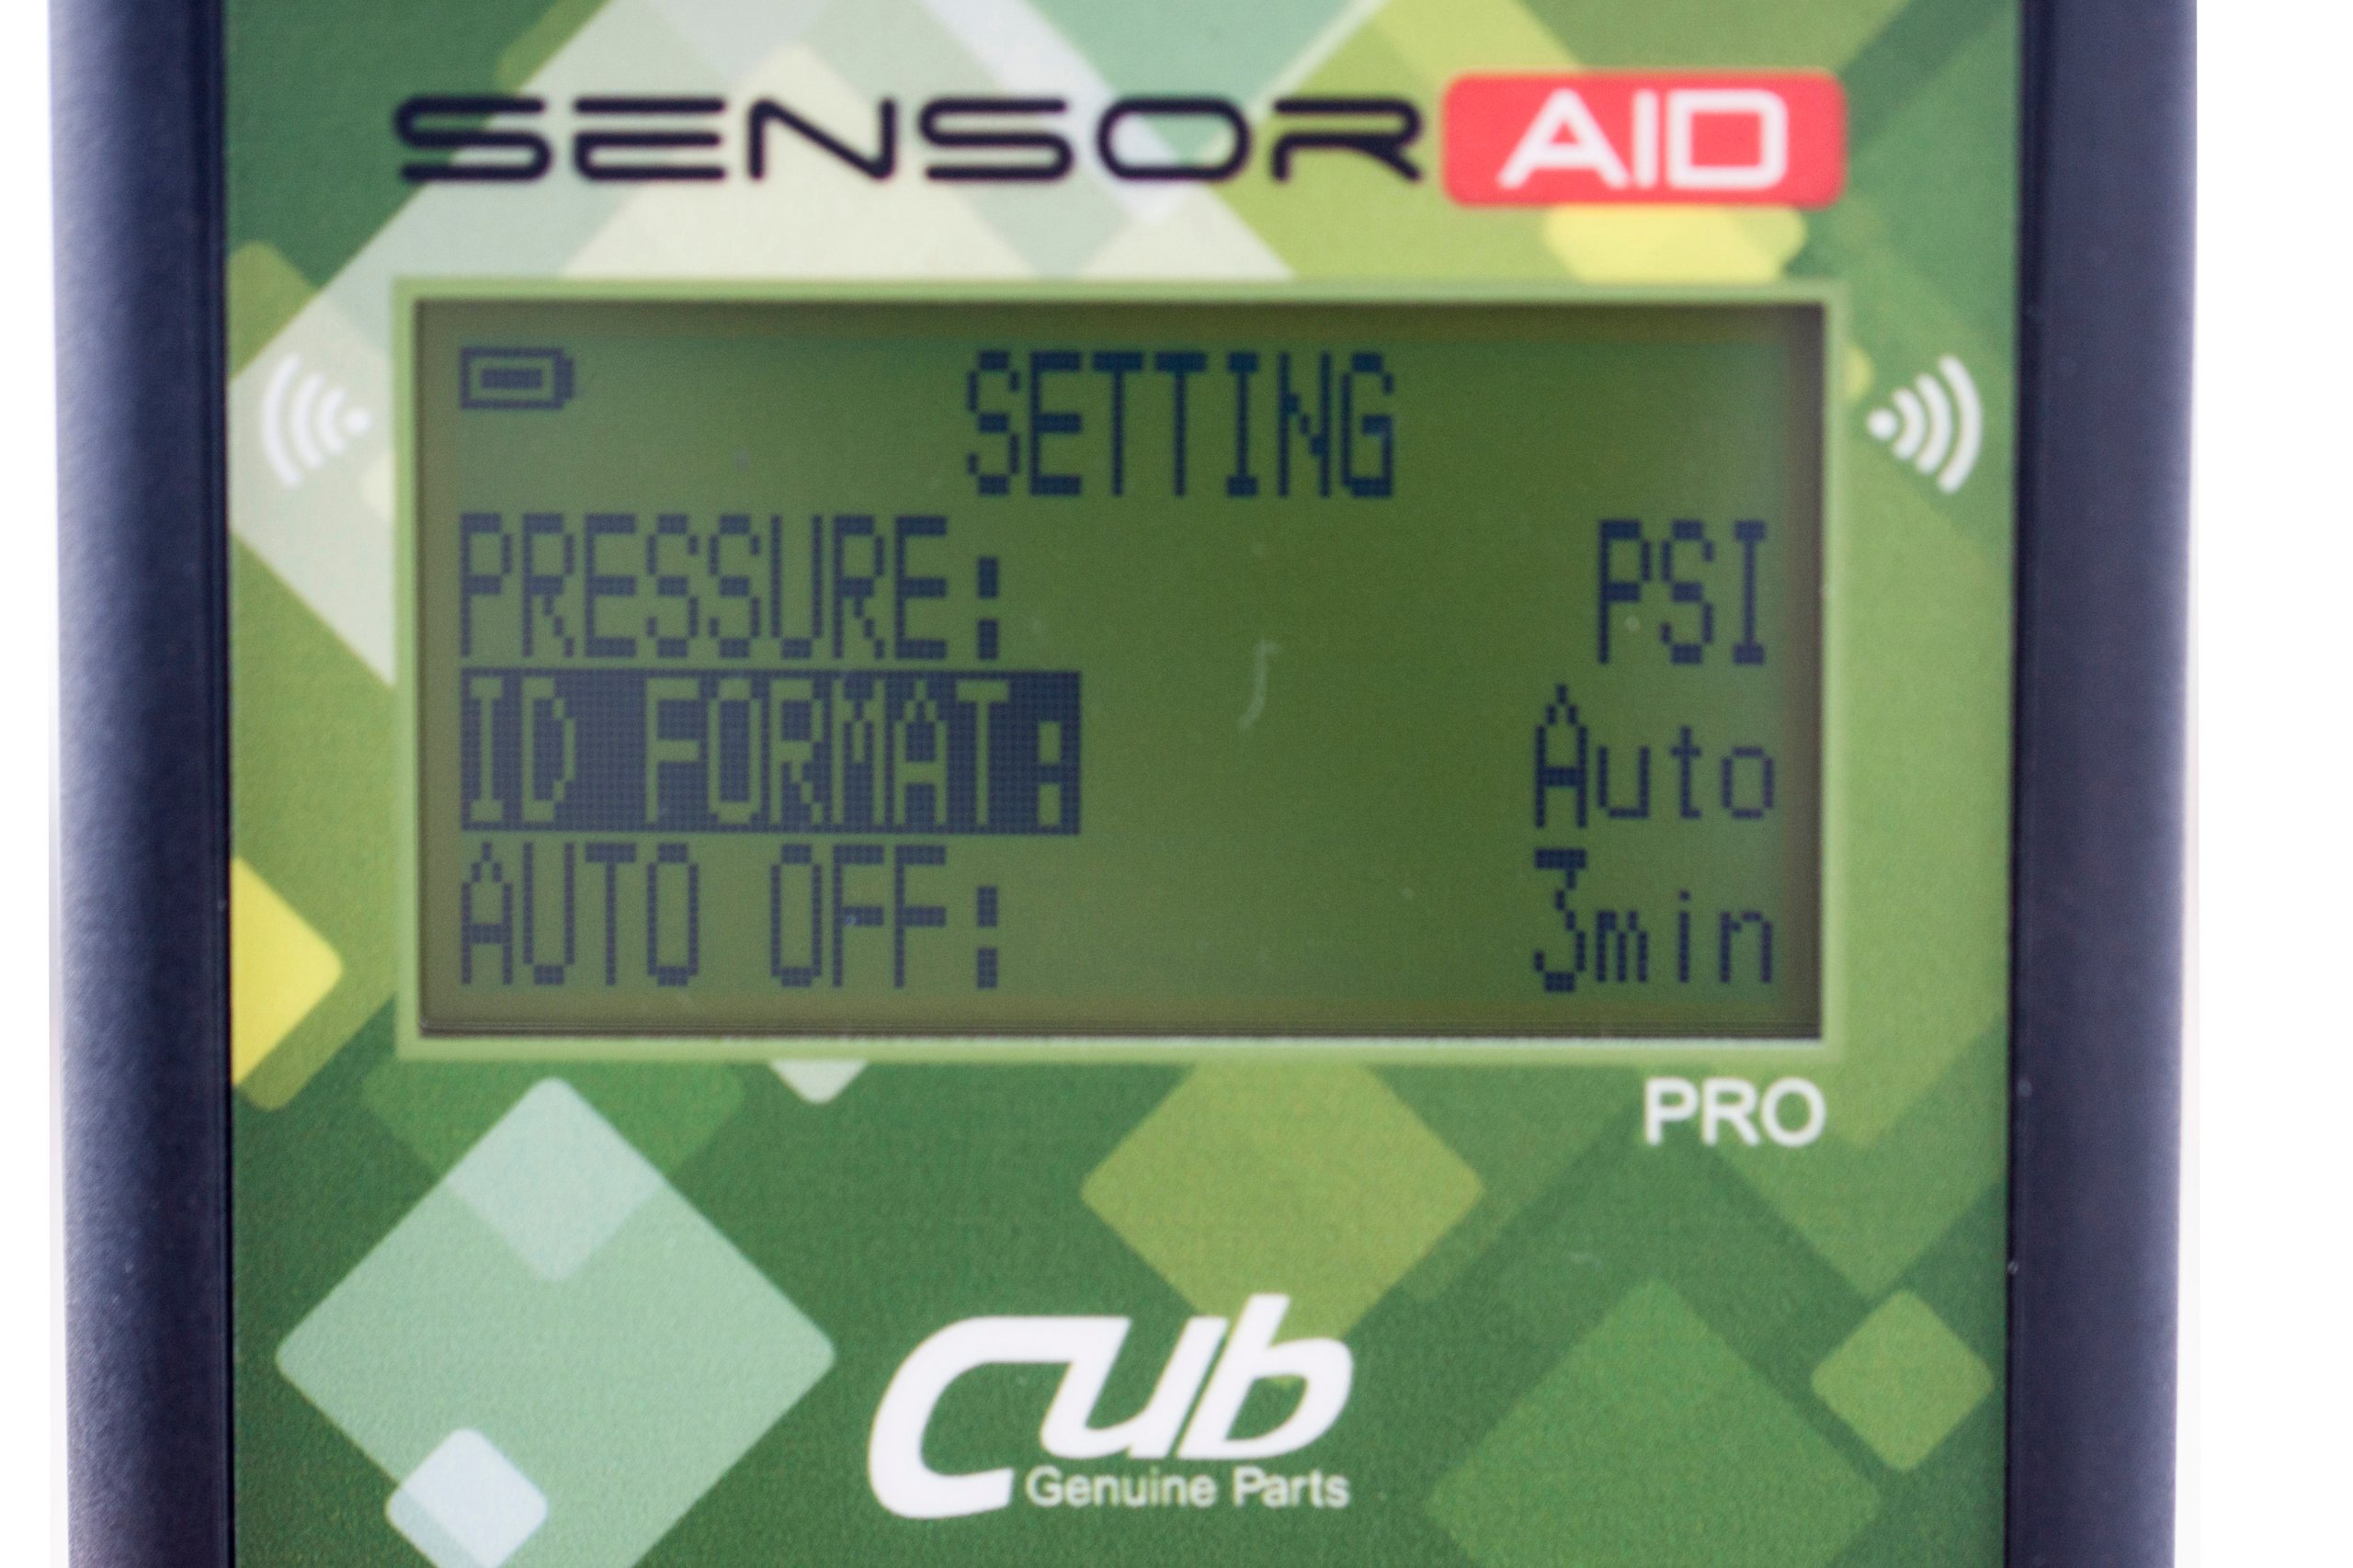 SENSOR AID
SETTING
PRESSURE: PSI
ID FORMAT: Auto
AUTO OFF: 3min
PRO
Cub
Genuine Parts